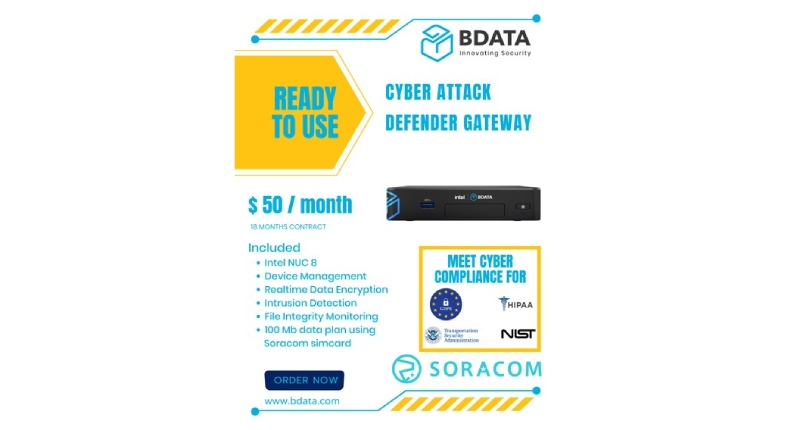 BDATA
Innovating Security
READY
TO USE
CYBER ATTACK
DEFENDER GATEWAY
$ 50 / month
18 MONTHS CONTRACT
intel BDATA
Included
• Intel NUC 8
• Device Management
• Realtime Data Encryption
• Intrusion Detection
• File Integrity Monitoring
• 100 Mb data plan using
Soracom simcard
MEET CYBER
COMPLIANCE FOR
GDPR
HIPAA
Transportation
Security
Administration
NIST
SORACOM
ORDER NOW
www.bdata.com